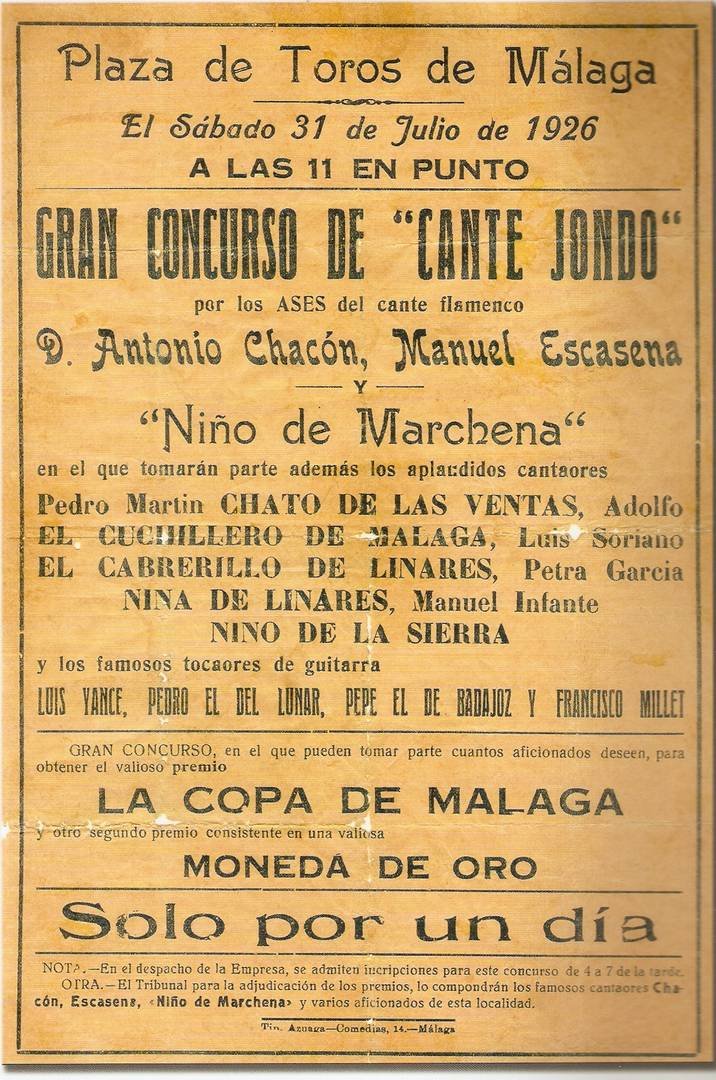 Plaza de Toros de Málaga
El Sábado 31 de Julio de 1926
A LAS 11 EN PUNTO
GRAN CONCURSO DE “CANTE JONDO“
por los ASES del cante flamenco
D. Antonio Chacón, Manuel Escasena
Y
“Niño de Marchena“
en el que tomarán parte además los aplaudidos cantaores
Pedro Martin CHATO DE LAS VENTAS, Adolfo
EL CUCHILLERO DE MALAGA, Luis Soriano
EL CABRERILLO DE LINARES, Petra Garcia
NINA DE LINARES, Manuel Infante
NINO DE LA SIERRA
y los famosos tocaores de guitarra
LUIS YANCE, PEDRO EL DEL LUNAR, PEPE EL DE BADAJOZ Y FRANCISCO MILLET
GRAN CONCURSO, en el que pueden tomar parte cuantos aficionados deseen, para
obtener el valioso premio
LA COPA DE MALAGA
y otro segundo premio consistente en una valiosa
MONEDA DE ORO
Solo por un día
NOTA.—En el despacho de la Empresa, se admiten incripciones para este concurso de 4 a 7 de la tarde.
OTRA.—El Tribunal para la adjudicación de los premios, lo compondrán los famosos cantaores Cha-
cón, Escasena, «Niño de Marchena» y varios aficionados de esta localidad.
Tip. Azuaga—Comedias, 14.—Málaga